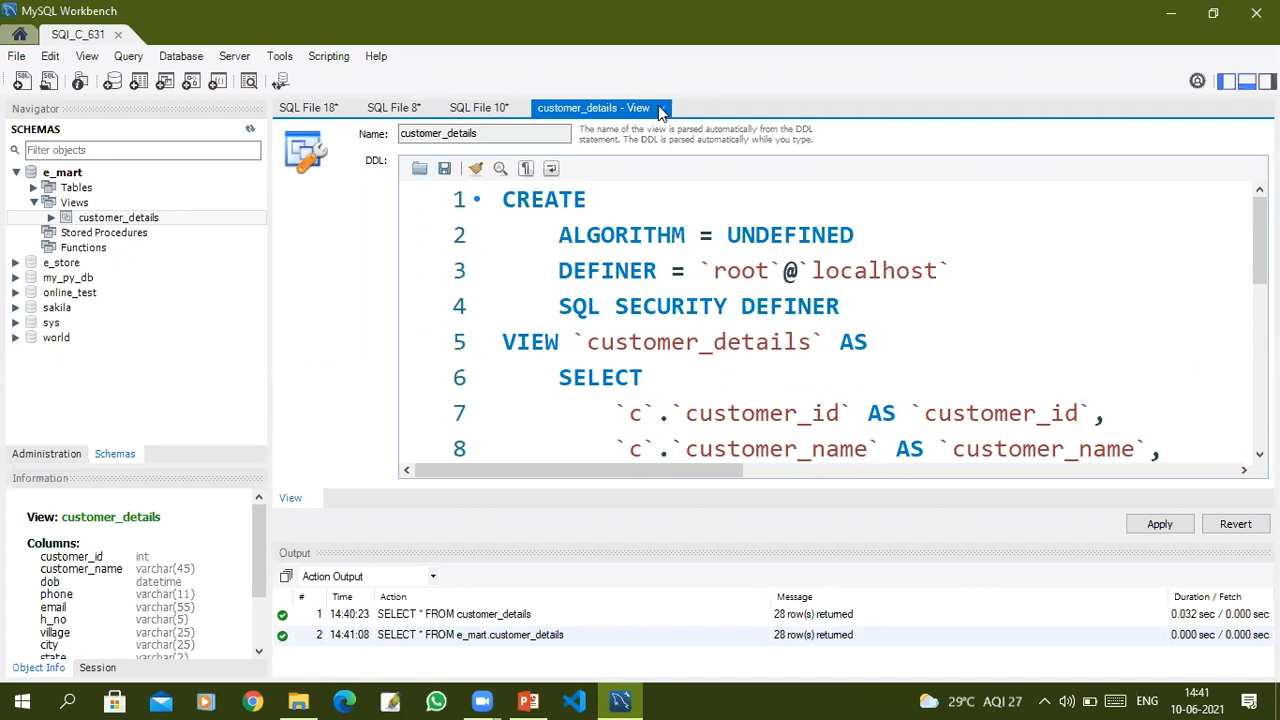 MySQL Workbench
SQl_C_631
File Edit View Query Database Server Tools Scripting Help
Navigator
SCHEMAS
Filter objects
e_mart
Tables
Views
customer_details
Stored Procedures
Functions
e_store
my_py_db
online_test
sakila
sys
world
Administration Schemas
Information
View: customer_details
Columns:
customer_id int
customer_name varchar(45)
dob datetime
phone varchar(11)
email varchar(55)
h_no varchar(5)
village varchar(25)
city varchar(25)
state varchar(2)
Object Info Session
SQL File 18* SQL File 8* SQL File 10* customer_details - View
Name: customer_details
The name of the view is parsed automatically from the DDL
statement. The DDL is parsed automatically while you type.
DDL:
1 CREATE
2 ALGORITHM = UNDEFINED
3 DEFINER = `root`@`localhost`
4 SQL SECURITY DEFINER
5 VIEW `customer_details` AS
6 SELECT
7 `c`.`customer_id` AS `customer_id`,
8 `c`.`customer_name` AS `customer_name`,
View
Apply Revert
Output
Action Output
# Time Action Message Duration / Fetch
1 14:40:23 SELECT * FROM customer_details 28 row(s) returned 0.032 sec / 0.000 sec
2 14:41:08 SELECT * FROM e_mart.customer_details 28 row(s) returned 0.000 sec / 0.000 sec
29°C AQI 27 ENG 14:41
10-06-2021